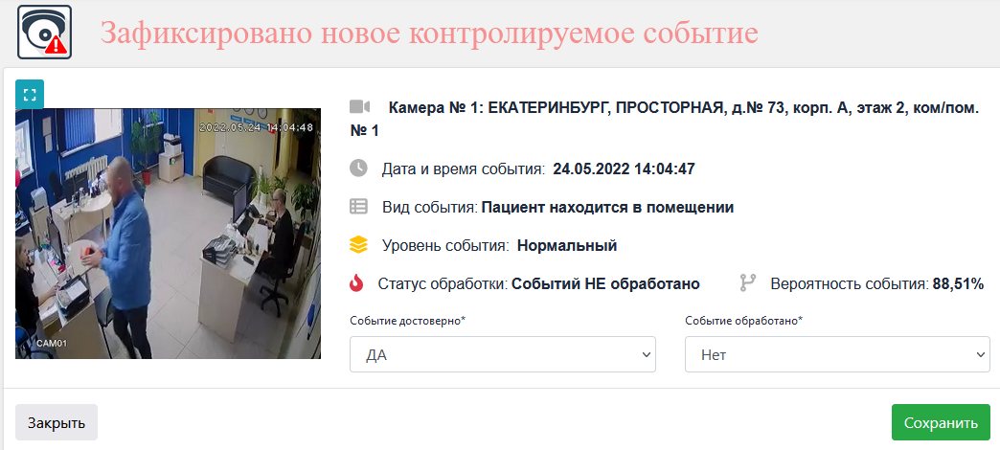 Зафиксировано новое контролируемое событие
2022.05.24 14:04:48
CAM01
Камера № 1: ЕКАТЕРИНБУРГ, ПРОСТОРНАЯ, д.№ 73, корп. А, этаж 2, ком/пом.
№ 1
Дата и время события: 24.05.2022 14:04:47
Вид события: Пациент находится в помещении
Уровень события: Нормальный
Статус обработки: Событий НЕ обработано
Вероятность события: 88,51%
Событие достоверно*
Событие обработано*
ДА
Нет
Закрыть
Сохранить